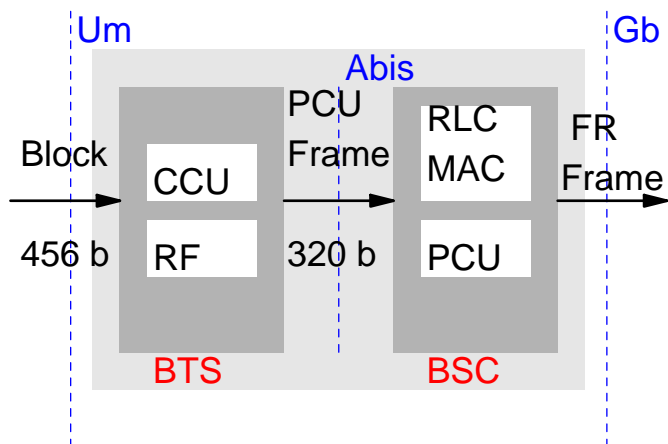 Um
Gb
Abis
PCU
Frame
Block
456 b
CCU
RF
320 b
RLC
MAC
PCU
FR
Frame
BTS
BSC